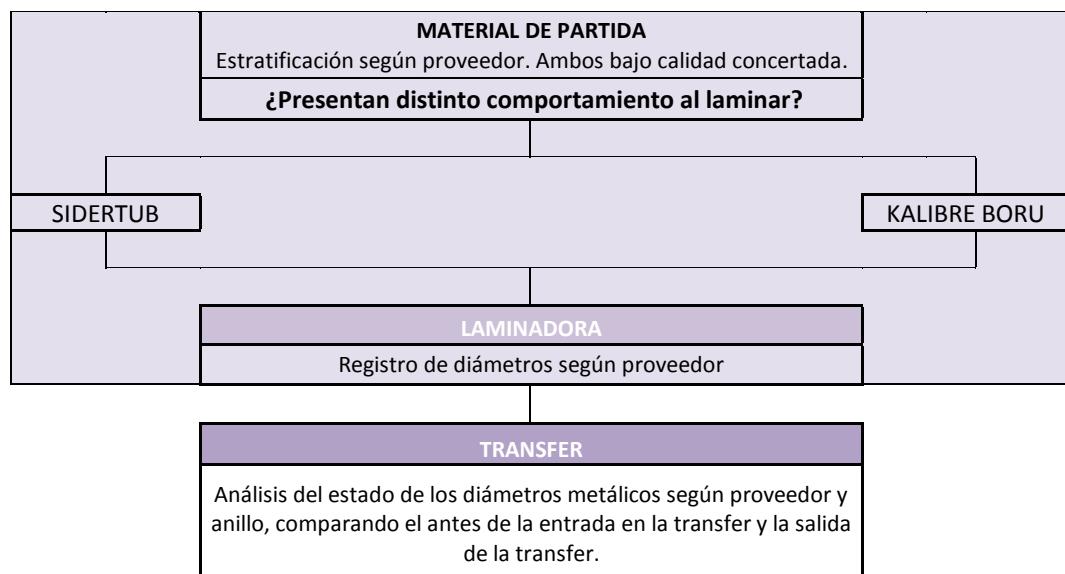 MATERIAL DE PARTIDA
Estratificación según proveedor. Ambos bajo calidad concertada.
¿Presentan distinto comportamiento al laminar?
SIDERTUB
KALIBRE BORU
LAMINADORA
Registro de diámetros según proveedor
TRANSFER
Análisis del estado de los diámetros metálicos según proveedor y
anillo, comparando el antes de la entrada en la transfer y la salida
de la transfer.